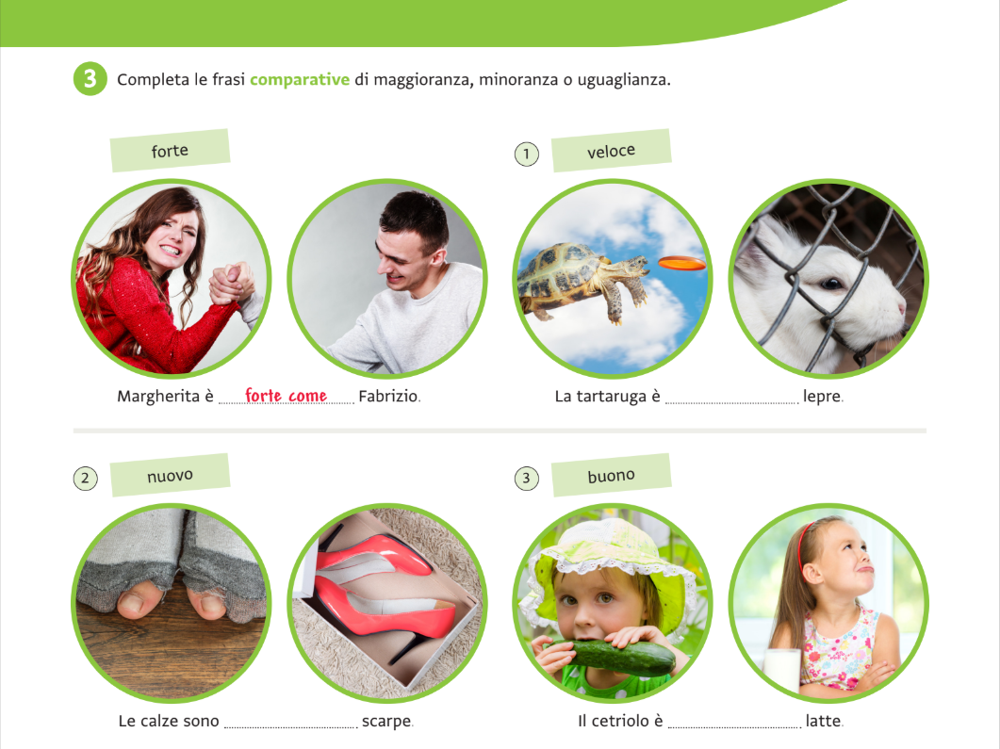 3 Completa le frasi comparative di maggioranza, minoranza o uguaglianza.
forte
1 veloce
Margherita è forte come Fabrizio.
La tartaruga è lepre.
2 nuovo
3 buono
Le calze sono scarpe.
Il cetriolo è latte.